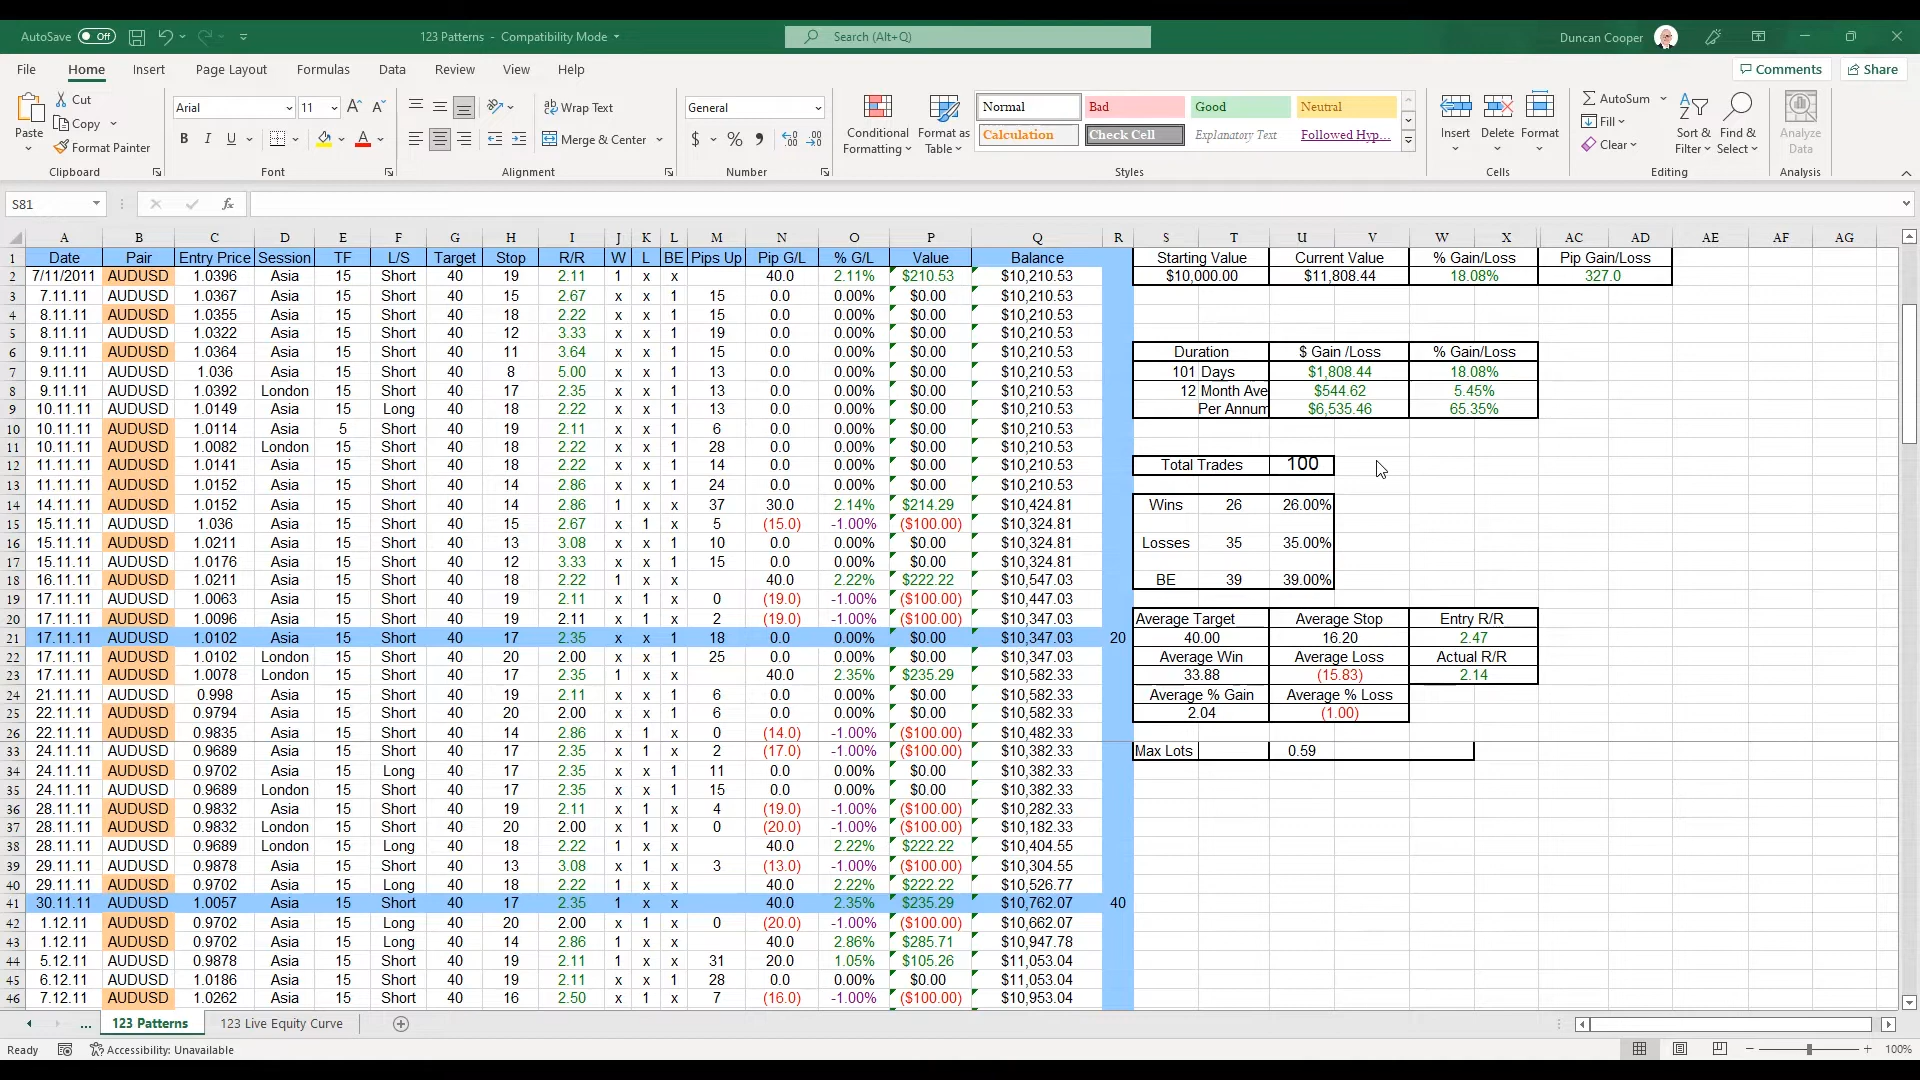 AutoSave Off 123 Patterns - Compatibility Mode Search (Alt+Q) Duncan Cooper
File Home Insert Page Layout Formulas Data Review View Help Comments Share
Paste Cut Copy Format Painter Clipboard
Arial 11 A A B I U A Font
ab Wrap Text Merge & Center Alignment
General $ % Number
Conditional Formatting Format as Table
Normal Bad Good Neutral
Calculation Check Cell Explanatory Text Followed Hyp...
Styles
Insert Delete Format Cells
AutoSum Fill Clear Sort & Filter Find & Select Editing
Analyze Data Analysis
S81 fx
A B C D E F G H I J K L M N O P Q R S T U V W X AC AD AE AF AG
1 Date Pair Entry Price Session TF L/S Target Stop R/R W L BE Pips Up Pip G/L % G/L Value Balance Starting Value Current Value % Gain/Loss Pip Gain/Loss
2 7/11/2011 AUDUSD 1.0396 Asia 15 Short 40 19 2.11 1 x x 40.0 2.11% $210.53 $10,210.53 $10,000.00 $11,808.44 18.08% 327.0
3 7.11.11 AUDUSD 1.0367 Asia 15 Short 40 15 2.67 x x 1 15 0.0 0.00% $0.00 $10,210.53
4 8.11.11 AUDUSD 1.0355 Asia 15 Short 40 18 2.22 x x 1 15 0.0 0.00% $0.00 $10,210.53
5 8.11.11 AUDUSD 1.0322 Asia 15 Short 40 12 3.33 x x 1 19 0.0 0.00% $0.00 $10,210.53
6 9.11.11 AUDUSD 1.0364 Asia 15 Short 40 11 3.64 x x 1 15 0.0 0.00% $0.00 $10,210.53 Duration $ Gain /Loss % Gain/Loss
7 9.11.11 AUDUSD 1.036 Asia 15 Short 40 8 5.00 x x 1 13 0.0 0.00% $0.00 $10,210.53 101 Days $1,808.44 18.08%
8 9.11.11 AUDUSD 1.0392 London 15 Short 40 17 2.35 x x 1 13 0.0 0.00% $0.00 $10,210.53 12 Month Ave $544.62 5.45%
9 10.11.11 AUDUSD 1.0149 Asia 15 Long 40 18 2.22 x x 1 13 0.0 0.00% $0.00 $10,210.53 Per Annum $6,535.46 65.35%
10 10.11.11 AUDUSD 1.0114 Asia 5 Short 40 19 2.11 x x 1 6 0.0 0.00% $0.00 $10,210.53
11 10.11.11 AUDUSD 1.0082 London 15 Short 40 18 2.22 x x 1 28 0.0 0.00% $0.00 $10,210.53
12 11.11.11 AUDUSD 1.0141 Asia 15 Short 40 18 2.22 x x 1 14 0.0 0.00% $0.00 $10,210.53 Total Trades 100
13 11.11.11 AUDUSD 1.0152 Asia 15 Short 40 14 2.86 x x 1 24 0.0 0.00% $0.00 $10,210.53
14 14.11.11 AUDUSD 1.0152 Asia 15 Short 40 14 2.86 1 x x 37 30.0 2.14% $214.29 $10,424.81 Wins 26 26.00%
15 15.11.11 AUDUSD 1.036 Asia 15 Short 40 15 2.67 x 1 x 5 (15.0) -1.00% ($100.00) $10,324.81
16 15.11.11 AUDUSD 1.0211 Asia 15 Short 40 13 3.08 x x 1 10 0.0 0.00% $0.00 $10,324.81 Losses 35 35.00%
17 15.11.11 AUDUSD 1.0176 Asia 15 Short 40 12 3.33 x x 1 15 0.0 0.00% $0.00 $10,324.81
18 16.11.11 AUDUSD 1.0211 Asia 15 Short 40 18 2.22 1 x x 40.0 2.22% $222.22 $10,547.03 BE 39 39.00%
19 17.11.11 AUDUSD 1.0063 Asia 15 Short 40 19 2.11 x 1 x 0 (19.0) -1.00% ($100.00) $10,447.03
20 17.11.11 AUDUSD 1.0096 Asia 15 Short 40 19 2.11 x 1 x 2 (19.0) -1.00% ($100.00) $10,347.03 Average Target Average Stop Entry R/R
21 17.11.11 AUDUSD 1.0102 Asia 15 Short 40 17 2.35 x x 1 18 0.0 0.00% $0.00 $10,347.03 20 40.00 16.20 2.47
22 17.11.11 AUDUSD 1.0102 London 15 Short 40 20 2.00 x x 1 25 0.0 0.00% $0.00 $10,347.03 Average Win Average Loss Actual R/R
23 17.11.11 AUDUSD 1.0078 London 15 Short 40 17 2.35 1 x x 40.0 2.35% $235.29 $10,582.33 33.88 (15.83) 2.14
24 21.11.11 AUDUSD 0.998 Asia 15 Short 40 19 2.11 x x 1 6 0.0 0.00% $0.00 $10,582.33 Average % Gain Average % Loss
25 22.11.11 AUDUSD 0.9794 Asia 15 Short 40 20 2.00 x x 1 6 0.0 0.00% $0.00 $10,582.33 2.04 (1.00)
26 22.11.11 AUDUSD 0.9835 Asia 15 Short 40 14 2.86 x 1 x 0 (14.0) -1.00% ($100.00) $10,482.33
33 24.11.11 AUDUSD 0.9689 Asia 15 Short 40 17 2.35 x 1 x 2 (17.0) -1.00% ($100.00) $10,382.33 Max Lots 0.59
34 24.11.11 AUDUSD 0.9702 Asia 15 Long 40 17 2.35 x x 1 11 0.0 0.00% $0.00 $10,382.33
35 24.11.11 AUDUSD 0.9689 London 15 Short 40 17 2.35 x x 1 15 0.0 0.00% $0.00 $10,382.33
36 28.11.11 AUDUSD 0.9832 Asia 15 Short 40 19 2.11 x 1 x 4 (19.0) -1.00% ($100.00) $10,282.33
37 28.11.11 AUDUSD 0.9832 London 15 Short 40 20 2.00 x 1 x 0 (20.0) -1.00% ($100.00) $10,182.33
38 28.11.11 AUDUSD 0.9689 London 15 Long 40 18 2.22 1 x x 40.0 2.22% $222.22 $10,404.55
39 29.11.11 AUDUSD 0.9878 Asia 15 Short 40 13 3.08 x 1 x 3 (13.0) -1.00% ($100.00) $10,304.55
40 29.11.11 AUDUSD 0.9702 Asia 15 Long 40 18 2.22 1 x x 40.0 2.22% $222.22 $10,526.77
41 30.11.11 AUDUSD 1.0057 Asia 15 Short 40 17 2.35 1 x x 40.0 2.35% $235.29 $10,762.07 40
42 1.12.11 AUDUSD 0.9702 Asia 15 Long 40 20 2.00 x 1 x 0 (20.0) -1.00% ($100.00) $10,662.07
43 1.12.11 AUDUSD 0.9702 Asia 15 Long 40 14 2.86 1 x x 40.0 2.86% $285.71 $10,947.78
44 5.12.11 AUDUSD 0.9878 Asia 15 Short 40 19 2.11 1 x x 31 20.0 1.05% $105.26 $11,053.04
45 6.12.11 AUDUSD 1.0186 Asia 15 Short 40 19 2.11 x x 1 28 0.0 0.00% $0.00 $11,053.04
46 7.12.11 AUDUSD 1.0262 Asia 15 Short 40 16 2.50 x 1 x 7 (16.0) -1.00% ($100.00) $10,953.04
... 123 Patterns 123 Live Equity Curve
Ready Accessibility: Unavailable 100%